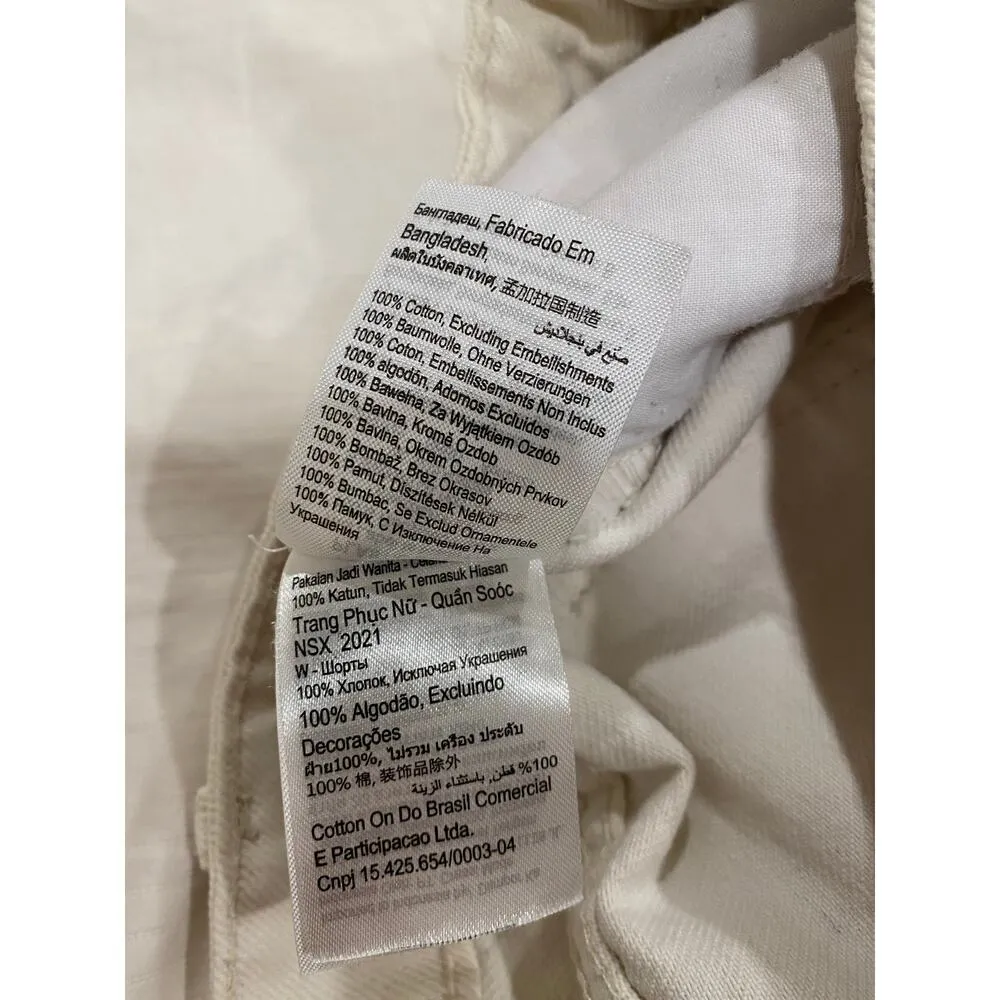 Бангладеш, Fabricado Em
Bangladesh,
ผลิตในบังคลาเทศ, 孟加拉国制造
صنع في بنجلاديش
100% Cotton, Excluding Embellishments
100% Baumwolle, Ohne Verzierungen
100% Coton, Embellissements Non Inclus
100% algodón, Adornos Excluidos
100% Bawełna, Za Wyjątkiem Ozdób
100% Bavlna, Kromě Ozdob
100% Bavlna, Okrem Ozdobných Prvkov
100% Bombaž, Brez Okrasov
100% Pamut, Díszítések Nélkül
100% Bumbac, Se Exclud Ornamentele
100% Памук, С Изключение На
Украшения
Pakaian Jadi Wanita -
100% Katun, Tidak Termasuk Hiasan
Trang Phục Nữ - Quần Soóc
NSX 2021
W - Шорты
100% Хлопок, Исключая Украшения
100% Algodão, Excluindo
Decorações
ฝ้าย100%, ไม่รวม เครื่อง ประดับ
100% 棉, 装饰品除外
100% قطن, باستثناء الزينة
Cotton On Do Brasil Comercial
E Participacao Ltda.
Cnpj 15.425.654/0003-04